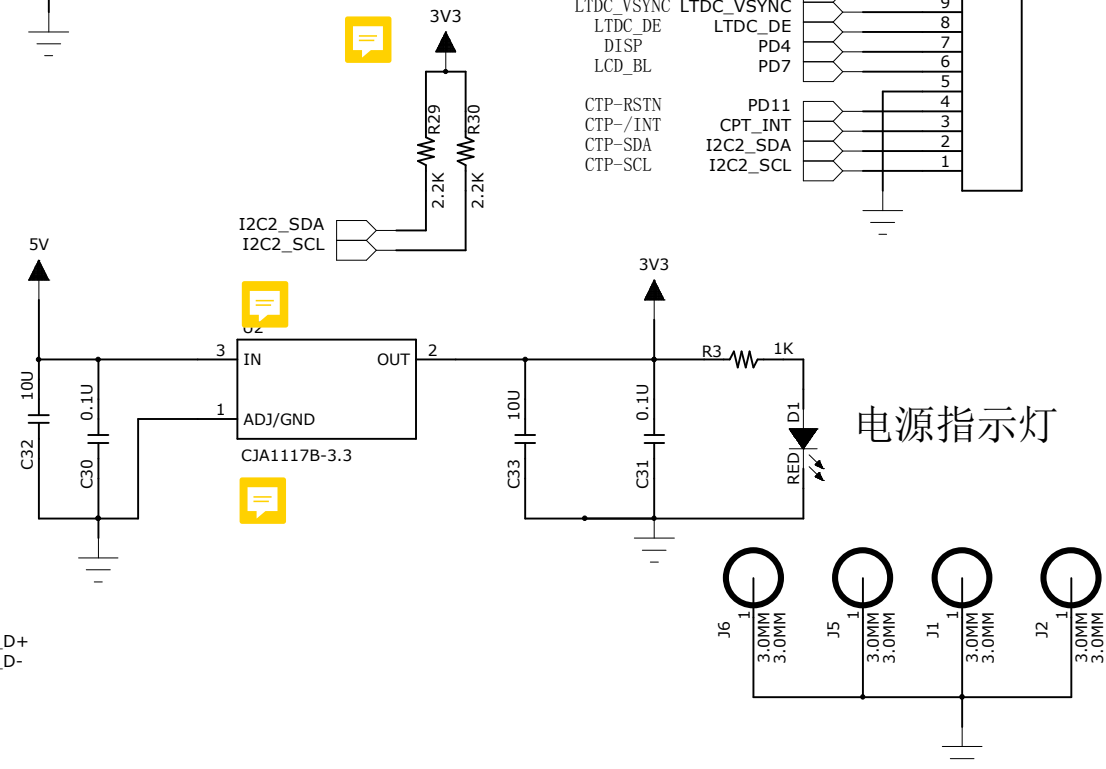 3V3
R29
R30
2.2K
2.2K
I2C2_SDA
I2C2_SCL
LTDC_VSYNC LTDC_VSYNC 9
LTDC_DE LTDC_DE 8
DISP PD4 7
LCD_BL PD7 6
5
CTP-RSTN PD11 4
CTP-/INT CPT_INT 3
CTP-SDA I2C2_SDA 2
CTP-SCL I2C2_SCL 1
5V
10U
C32
0.1U
C30
U2
3 IN OUT 2
1 ADJ/GND
CJA1117B-3.3
3V3
10U
C33
0.1U
C31
R3 1K
D1
RED
电源指示灯
J6 1 3.0MM 3.0MM
J5 1 3.0MM 3.0MM
J1 1 3.0MM 3.0MM
J2 1 3.0MM 3.0MM
_D+
_D-